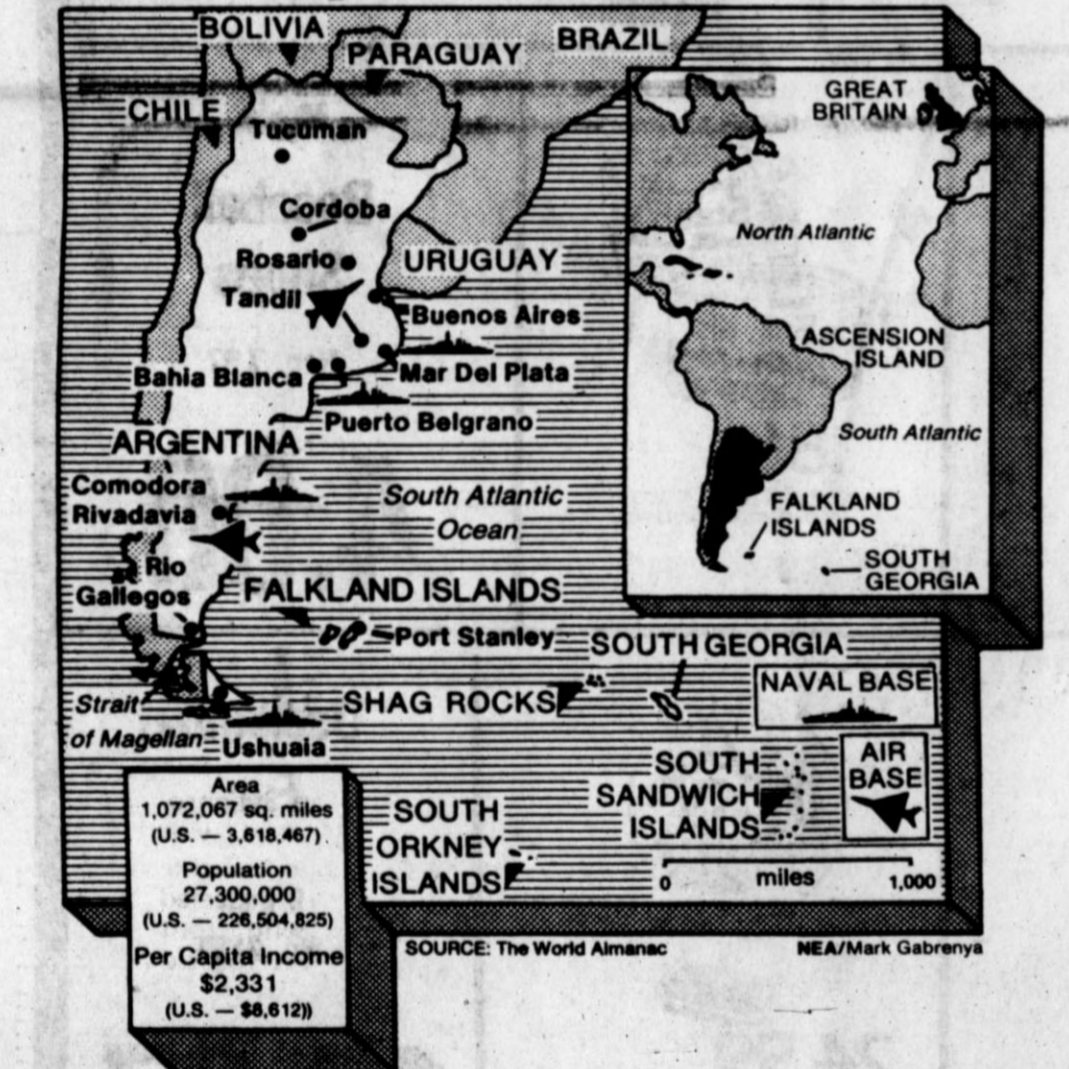 BOLIVIA
PARAGUAY
BRAZIL
CHILE
Tucuman
Cordoba
Rosario
URUGUAY
Tandil
Buenos Aires
Bahia Blanca
Mar Del Plata
Puerto Belgrano
ARGENTINA
Comodora
Rivadavia
South Atlantic
Ocean
Rio
Gallegos
FALKLAND ISLANDS
Port Stanley
SOUTH GEORGIA
SHAG ROCKS
Strait
of Magellan
Ushuaia
NAVAL BASE
AIR
BASE
SOUTH
SANDWICH
ISLANDS
SOUTH
ORKNEY
ISLANDS
0 miles 1,000
GREAT
BRITAIN
North Atlantic
ASCENSION
ISLAND
South Atlantic
FALKLAND
ISLANDS
SOUTH
GEORGIA
Area
1,072,067 sq. miles
(U.S. — 3,618,467)
Population
27,300,000
(U.S. — 226,504,825)
Per Capita Income
$2,331
(U.S. — $8,612))
SOURCE: The World Almanac
NEA/Mark Gabrenya